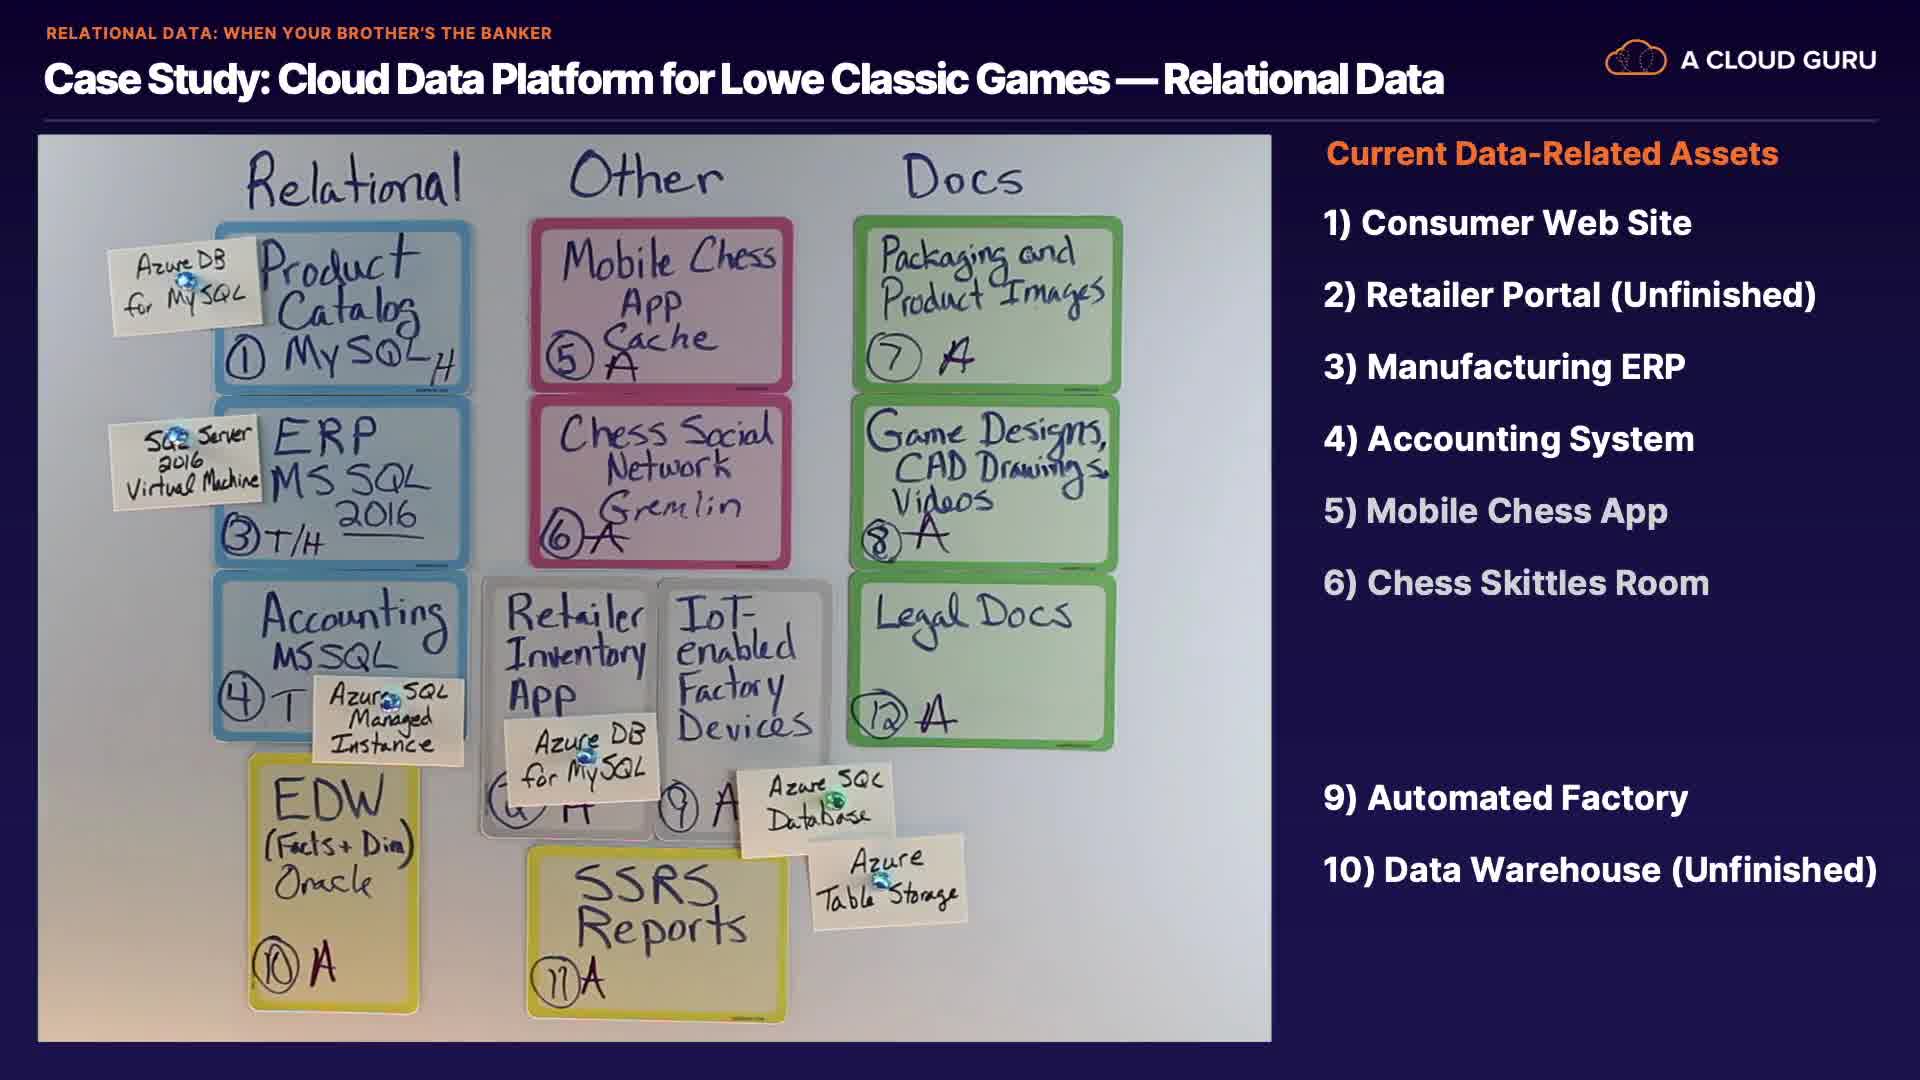 RELATIONAL DATA: WHEN YOUR BROTHER'S THE BANKER
Case Study: Cloud Data Platform for Lowe Classic Games — Relational Data
A CLOUD GURU
Relational
Other
Docs
Azure DB
for MySQL
Product
Catalog
1 MySQL H
Mobile Chess
App
Cache
5 A
Packaging and
Product Images
7 A
SQL Server
2016
Virtual Machine
ERP
MS SQL
2016
3 T/H
Chess Social
Network
Gremlin
6 A
Game Designs,
CAD Drawings,
Videos
8 A
Accounting
MS SQL
4 T
Azure SQL
Managed
Instance
Retailer
Inventory
App
Azure DB
for MySQL
IoT-
enabled
Factory
Devices
9 A
Azure SQL
Database
Azure
Table Storage
Legal Docs
12 A
EDW
(Facts + Dim)
Oracle
10 A
SSRS
Reports
11 A
Current Data-Related Assets
1) Consumer Web Site
2) Retailer Portal (Unfinished)
3) Manufacturing ERP
4) Accounting System
5) Mobile Chess App
6) Chess Skittles Room
9) Automated Factory
10) Data Warehouse (Unfinished)